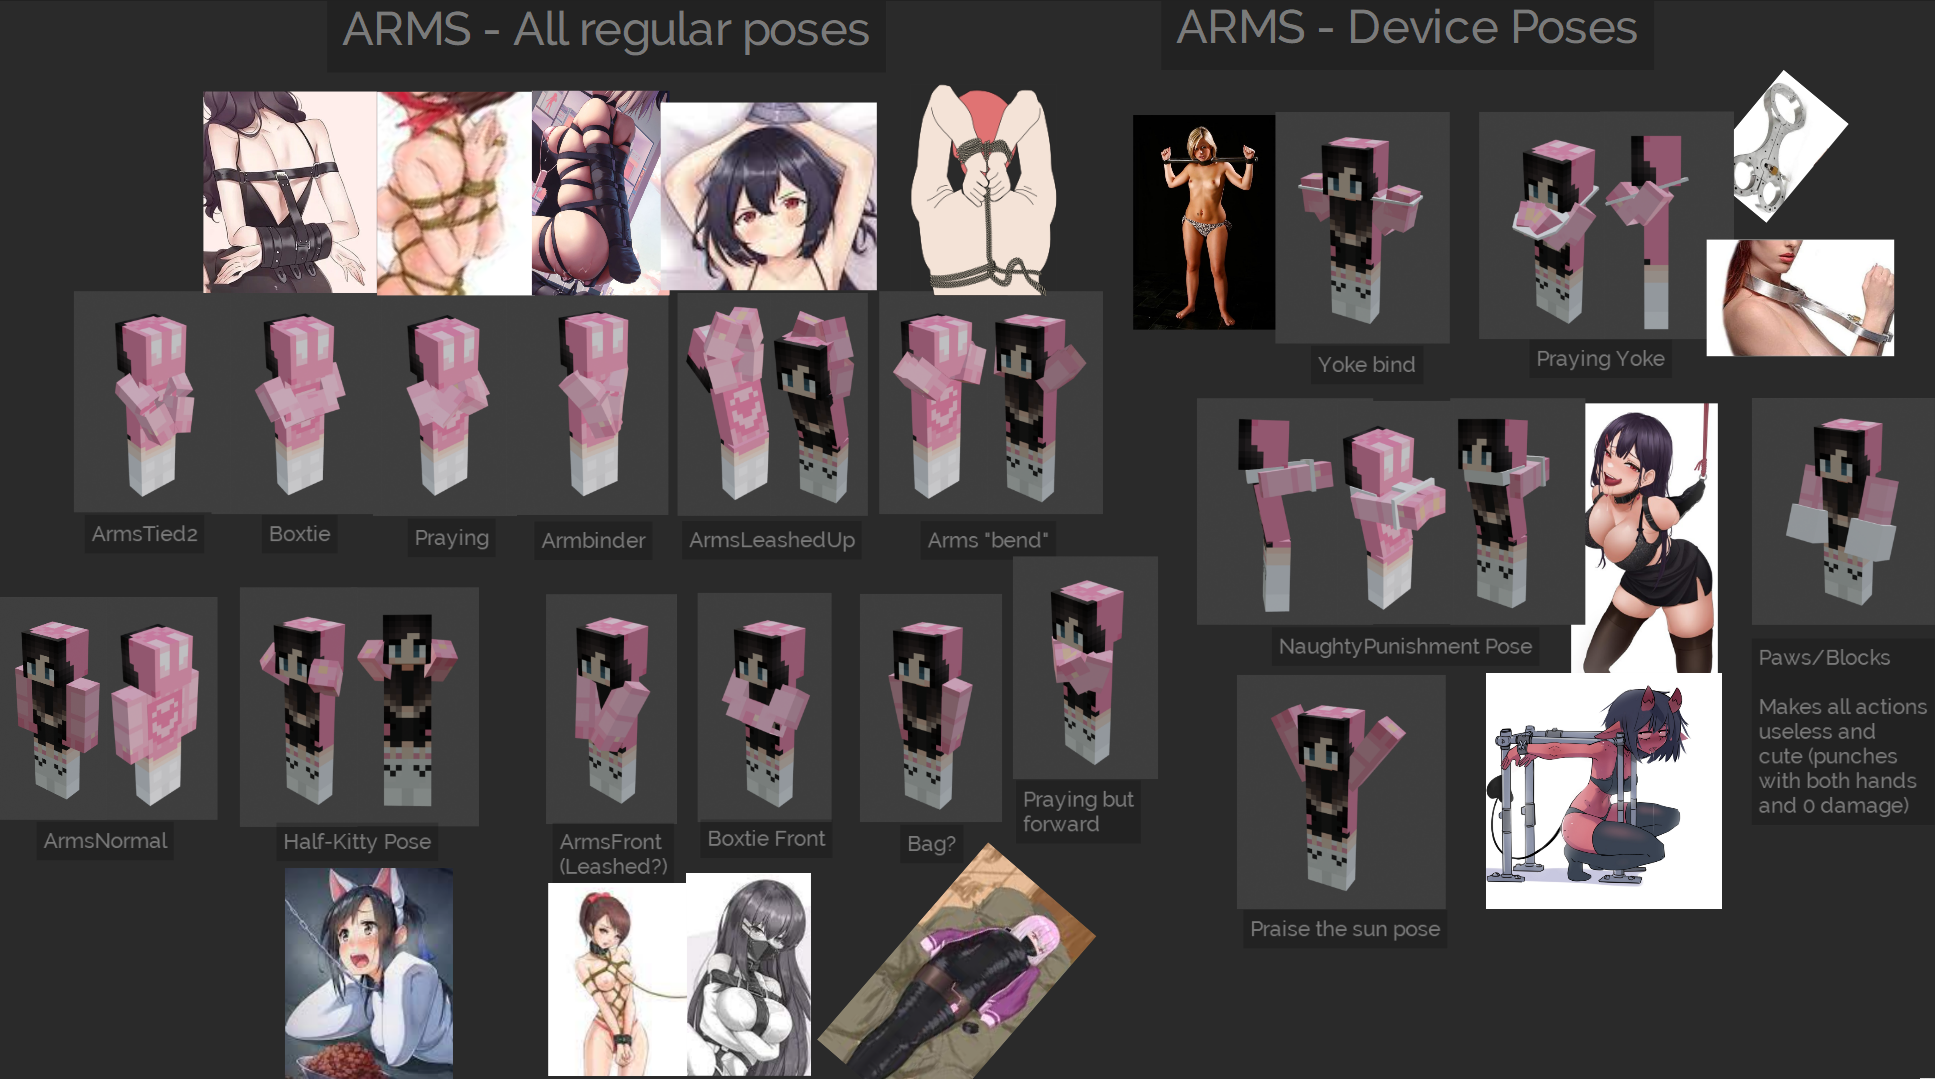 ARMS - All regular poses
ARMS - Device Poses
ArmsTied2
Boxtie
Praying
Armbinder
ArmsLeashedUp
Arms "bend"
Yoke bind
Praying Yoke
ArmsNormal
Half-Kitty Pose
ArmsFront
(Leashed?)
Boxtie Front
Bag?
Praying but
forward
NaughtyPunishment Pose
Praise the sun pose
Paws/Blocks
Makes all actions
useless and
cute (punches
with both hands
and 0 damage)